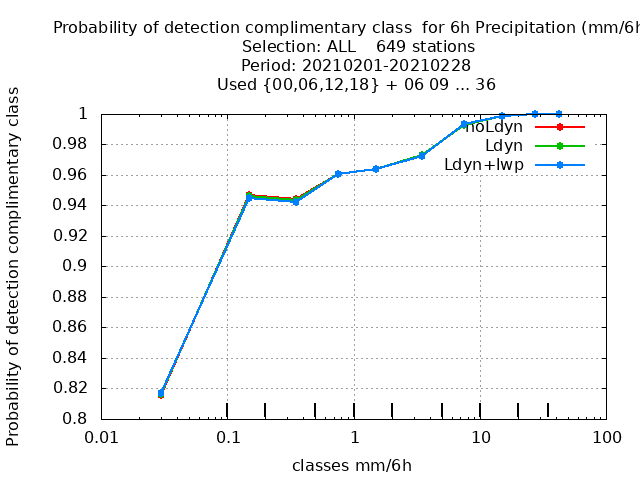 Probability of detection complimentary class  for 6h Precipitation (mm/6h
Selection: ALL    649 stations
Period: 20210201-20210228
Used {00,06,12,18} + 06 09 ... 36
Probability of detection complimentary class
1
0.98
0.96
0.94
0.92
0.9
0.88
0.86
0.84
0.82
0.8
noLdyn
Ldyn
Ldyn+lwp
0.01 0.1 1 10 100
classes mm/6h